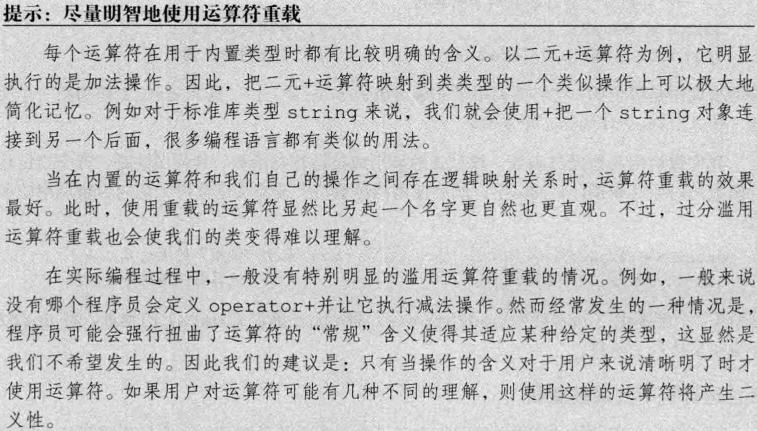 提示：尽量明智地使用运算符重载
每个运算符在用于内置类型时都有比较明确的含义。以二元+运算符为例，它明显
执行的是加法操作。因此，把二元+运算符映射到类类型的一个类似操作上可以极大地
简化记忆。例如对于标准库类型 string 来说，我们就会使用+把一个 string 对象连
接到另一个后面，很多编程语言都有类似的用法。
当在内置的运算符和我们自己的操作之间存在逻辑映射关系时，运算符重载的效果
最好。此时，使用重载的运算符显然比另起一个名字更自然也更直观。不过，过分滥用
运算符重载也会使我们的类变得难以理解。
在实际编程过程中，一般没有特别明显的滥用运算符重载的情况。例如，一般来说
没有哪个程序员会定义 operator+并让它执行减法操作。然而经常发生的一种情况是，
程序员可能会强行扭曲了运算符的“常规”含义使得其适应某种给定的类型，这显然是
我们不希望发生的。因此我们的建议是：只有当操作的含义对于用户来说清晰明了时才
使用运算符。如果用户对运算符可能有几种不同的理解，则使用这样的运算符将产生二
义性。